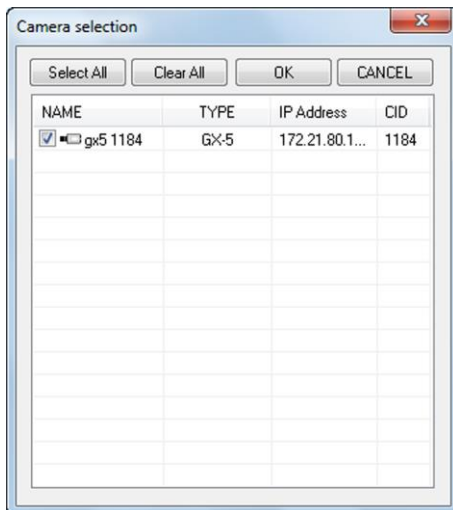 Camera selection
Select All Clear All OK CANCEL
NAME TYPE IP Address CID
gx5 1184 GX-5 172.21.80.1... 1184